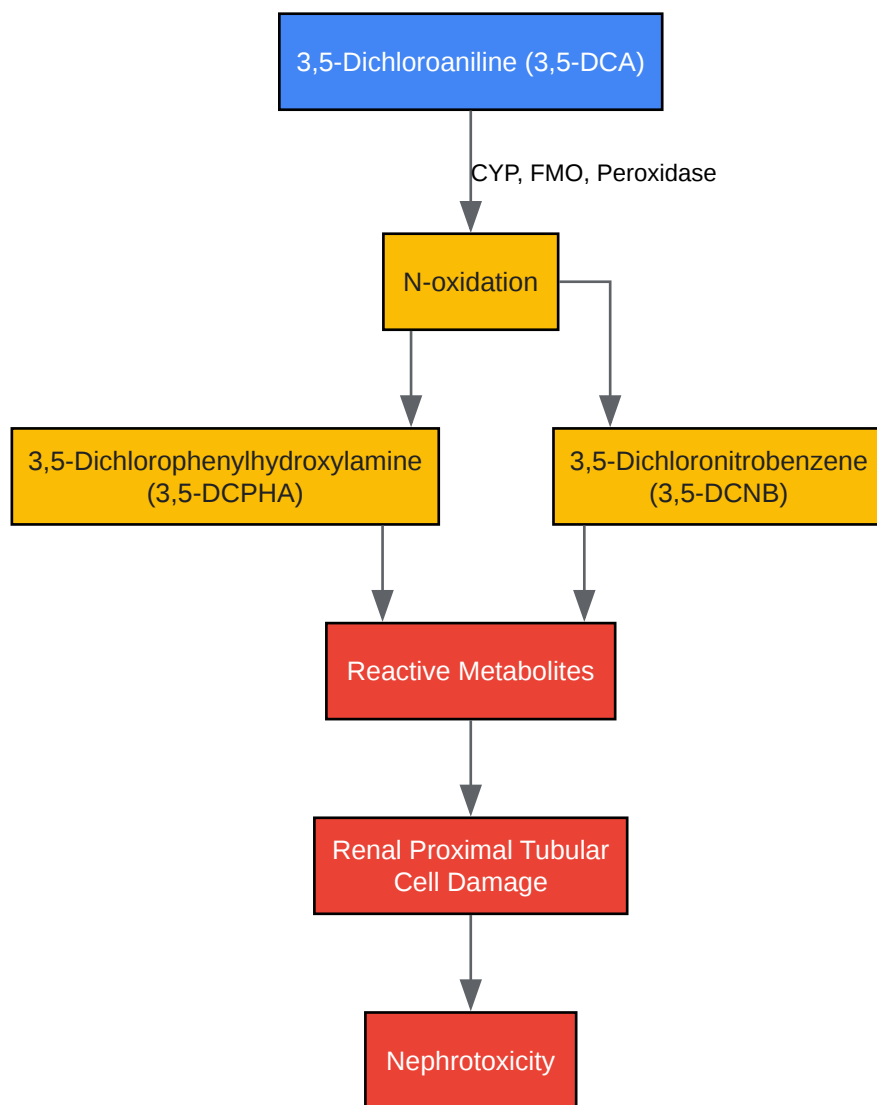 3,5-Dichloroaniline (3,5-DCA)
CYP, FMO, Peroxidase
N-oxidation
3,5-Dichlorophenylhydroxylamine
(3,5-DCPHA)
3,5-Dichloronitrobenzene
(3,5-DCNB)
Reactive Metabolites
Renal Proximal Tubular
Cell Damage
Nephrotoxicity